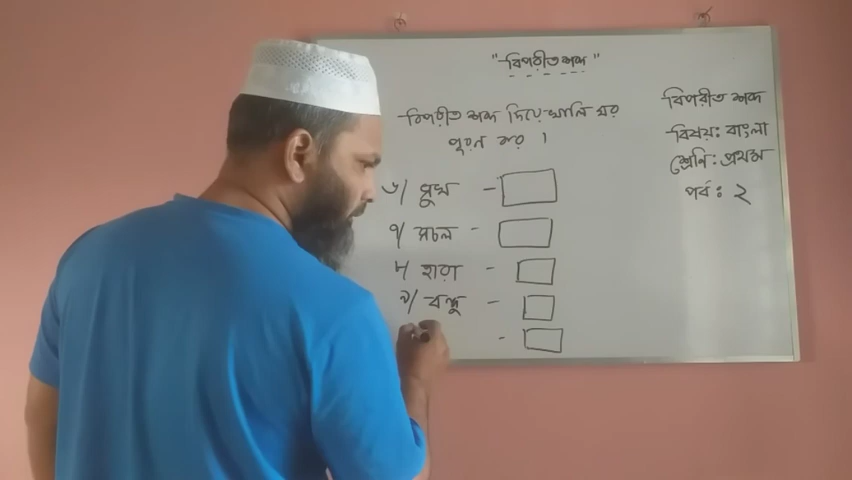 "বিপরীত শব্দ"
বিপরীত শব্দ দিয়ে খালি ঘর
পূরণ কর ।
৬/ সুখ -
৭/ সচল -
৮/ হারা -
৯/ বন্ধু -
-
বিপরীত শব্দ
বিষয়: বাংলা
শ্রেণি: প্রথম
পর্ব: ২